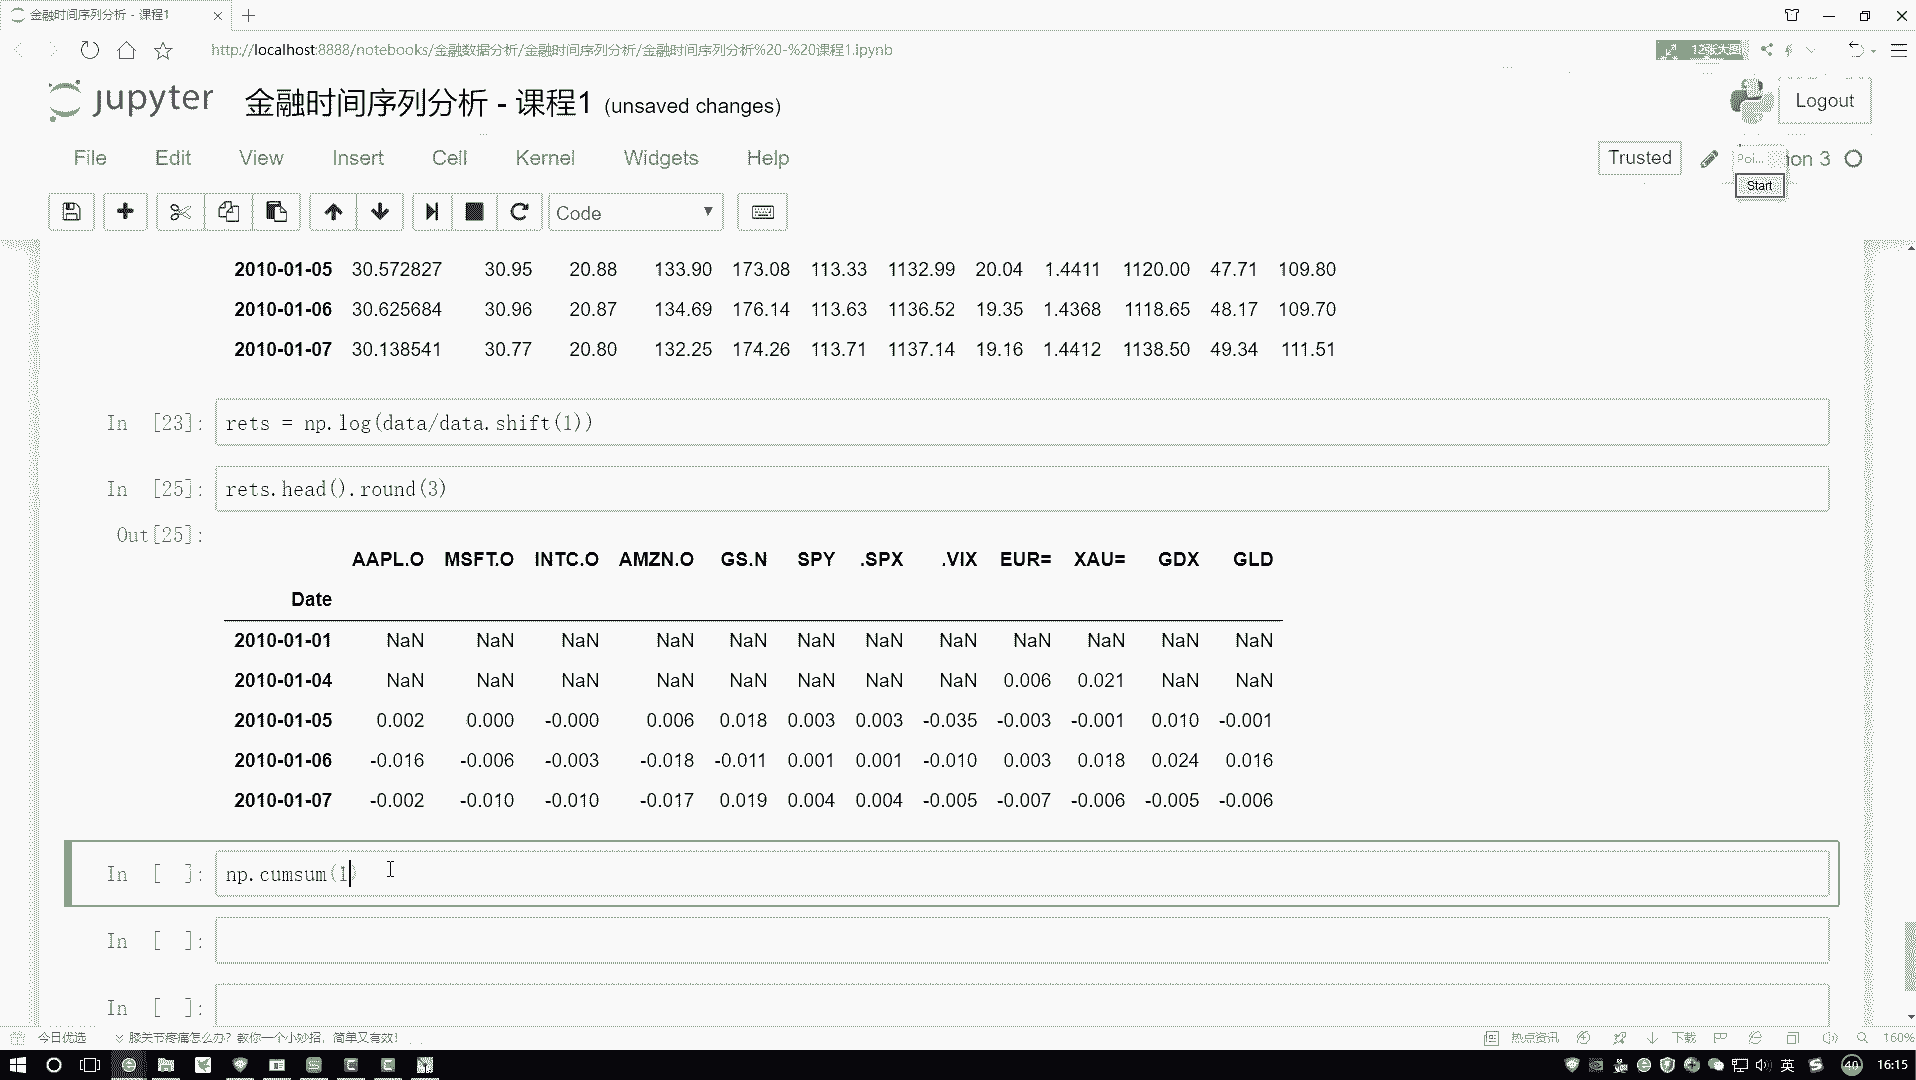 金融时间序列分析 - 课程1
http://localhost:8888/notebooks/金融数据分析/金融时间序列分析/金融时间序列分析%20-%20课程1.ipynb
jupyter 金融时间序列分析 - 课程1 (unsaved changes)
Logout
File Edit View Insert Cell Kernel Widgets Help
Trusted
Poi... on 3
Start
Code
2010-01-05 30.572827 30.95 20.88 133.90 173.08 113.33 1132.99 20.04 1.4411 1120.00 47.71 109.80
2010-01-06 30.625684 30.96 20.87 134.69 176.14 113.63 1136.52 19.35 1.4368 1118.65 48.17 109.70
2010-01-07 30.138541 30.77 20.80 132.25 174.26 113.71 1137.14 19.16 1.4412 1138.50 49.34 111.51
In [23]: rets = np.log(data/data.shift(1))
In [25]: rets.head().round(3)
Out[25]:
AAPL.O MSFT.O INTC.O AMZN.O GS.N SPY .SPX .VIX EUR= XAU= GDX GLD
Date
2010-01-01 NaN NaN NaN NaN NaN NaN NaN NaN NaN NaN NaN NaN
2010-01-04 NaN NaN NaN NaN NaN NaN NaN NaN 0.006 0.021 NaN NaN
2010-01-05 0.002 0.000 -0.000 0.006 0.018 0.003 0.003 -0.035 -0.003 -0.001 0.010 -0.001
2010-01-06 -0.016 -0.006 -0.003 -0.018 -0.011 0.001 0.001 -0.010 0.003 0.018 0.024 0.016
2010-01-07 -0.002 -0.010 -0.010 -0.017 0.019 0.004 0.004 -0.005 -0.007 -0.006 -0.005 -0.006
In [ ]: np.cumsum(1)
In [ ]:
In [ ]:
今日优选 膝关节疼痛怎么办？教你一个小妙招，简单又有效！
热点资讯 下载 160%
英 40 16:15